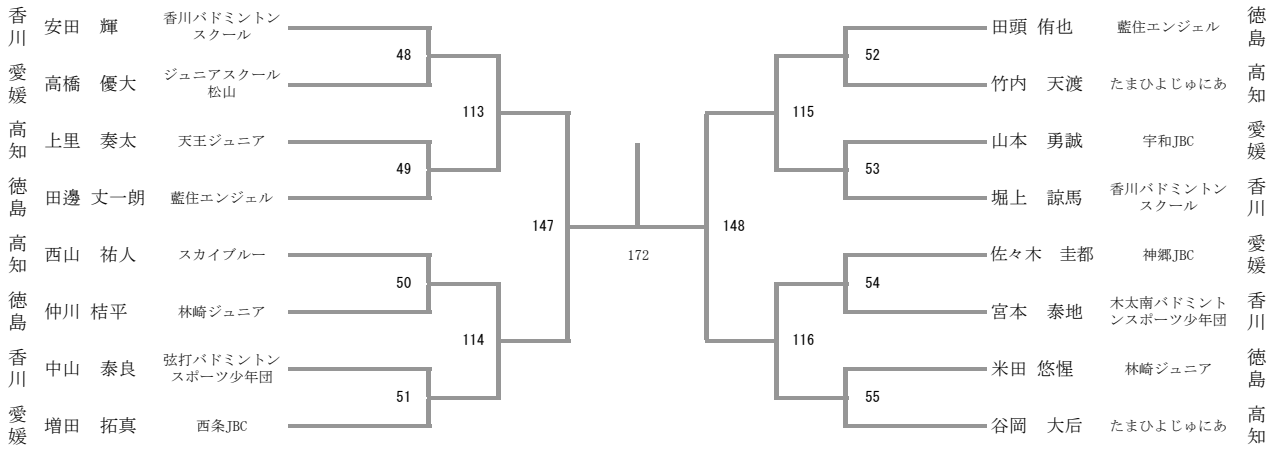 香川 安田 輝 香川バドミントンスクール
48
愛媛 高橋 優大 ジュニアスクール松山
113
高知 上里 奏太 天王ジュニア
49
徳島 田邊 丈一朗 藍住エンジェル
147
高知 西山 祐人 スカイブルー
50
徳島 仲川 桔平 林崎ジュニア
114
香川 中山 泰良 弦打バドミントンスポーツ少年団
51
愛媛 増田 拓真 西条JBC
172
田頭 侑也 藍住エンジェル 徳島
52
竹内 天渡 たまひよじゅにあ 高知
115
山本 勇誠 宇和JBC 愛媛
53
堀上 諒馬 香川バドミントンスクール 香川
148
佐々木 圭都 神郷JBC 愛媛
54
宮本 泰地 木太南バドミントンスポーツ少年団 香川
116
米田 悠惺 林崎ジュニア 徳島
55
谷岡 大后 たまひよじゅにあ 高知